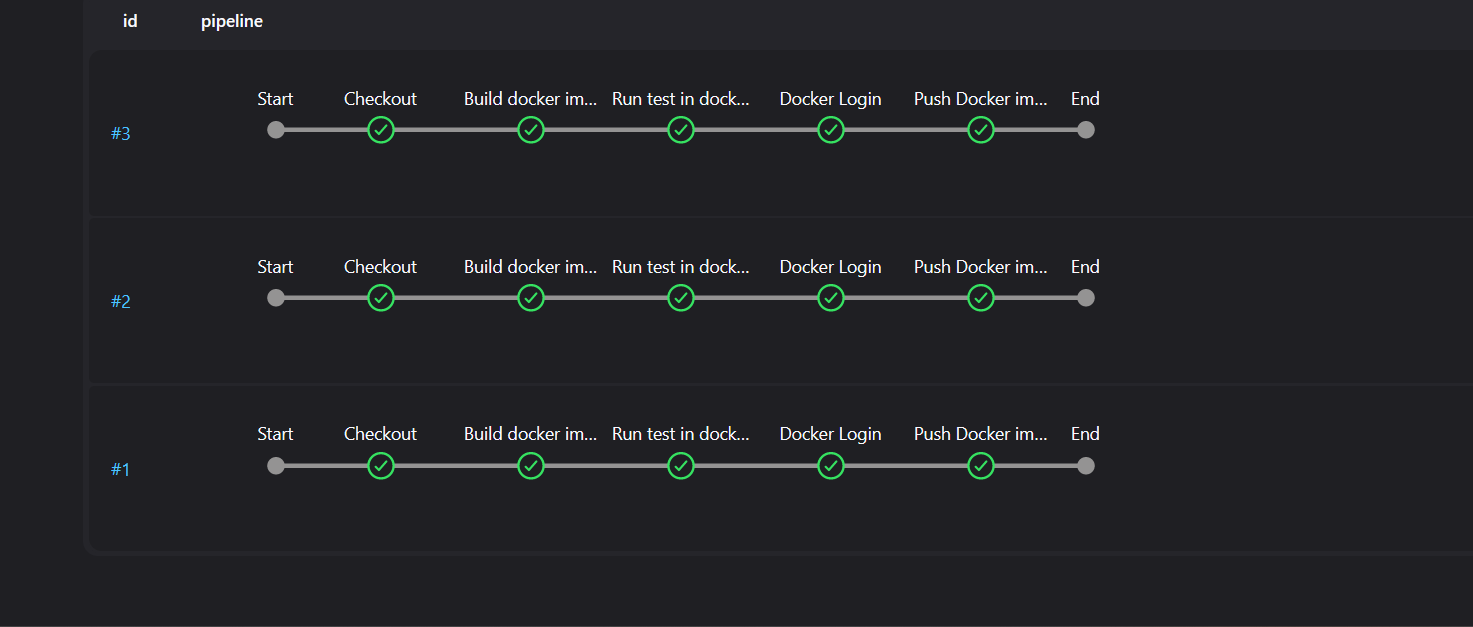 id pipeline
Start Checkout Build docker im... Run test in dock... Docker Login Push Docker im... End
#3
Start Checkout Build docker im... Run test in dock... Docker Login Push Docker im... End
#2
Start Checkout Build docker im... Run test in dock... Docker Login Push Docker im... End
#1